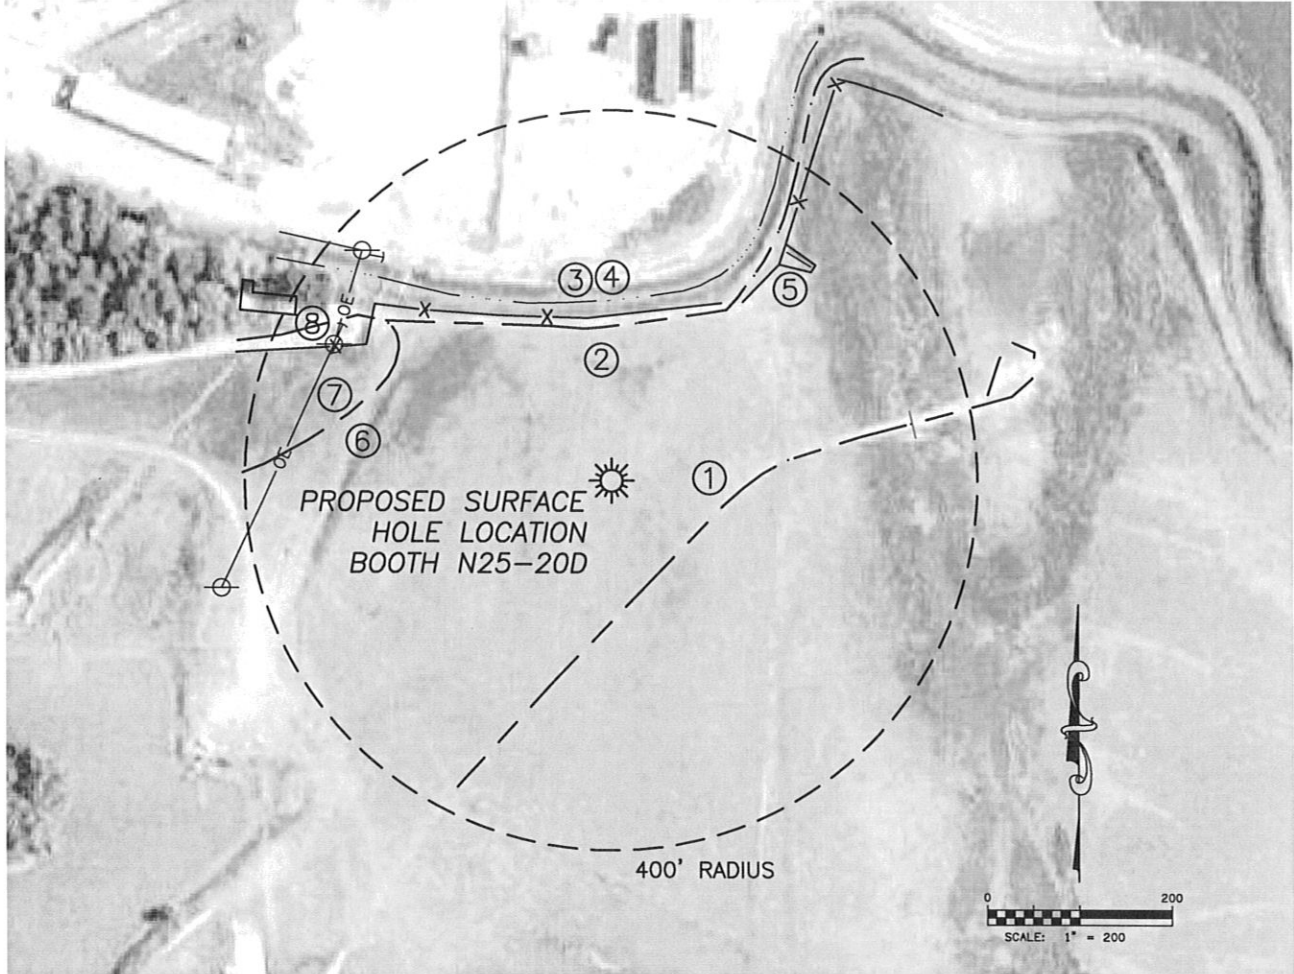 ③ ④
⑤
②
OE
⑧
⑦
⑥
OE
①
PROPOSED SURFACE
HOLE LOCATION
BOOTH N25-20D
400' RADIUS
0 200
SCALE: 1" = 200